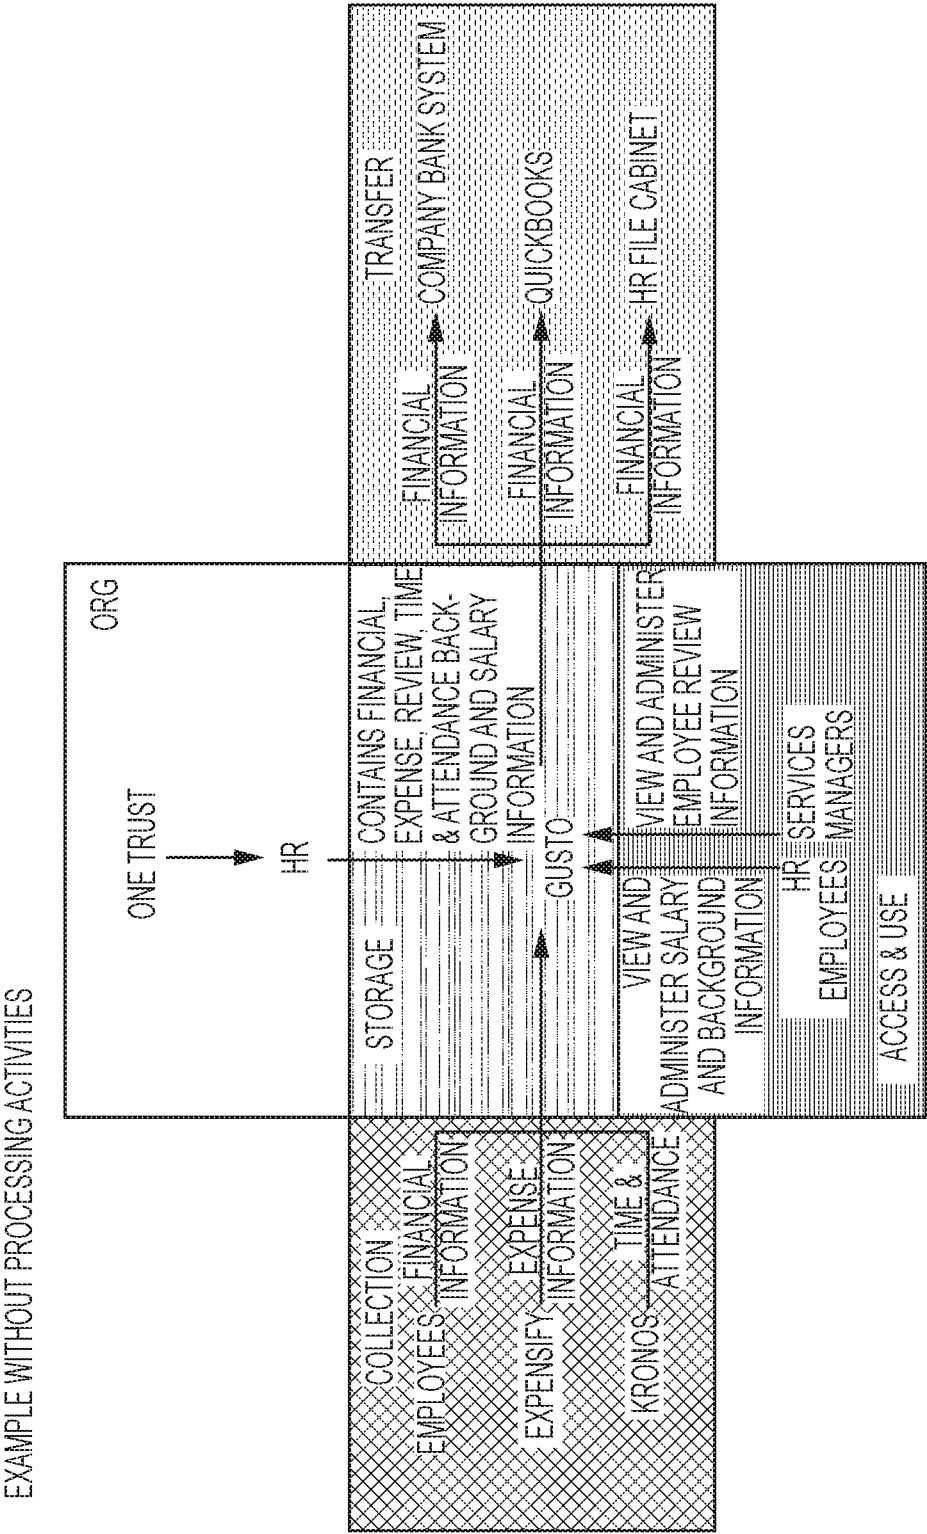 EXAMPLE WITHOUT PROCESSING ACTIVITIES
ORG
ONE TRUST
HR
COLLECTION
EMPLOYEES
FINANCIAL
INFORMATION
EXPENSIFY
EXPENSE
INFORMATION
KRONOS
TIME &
ATTENDANCE
STORAGE
CONTAINS FINANCIAL,
EXPENSE, REVIEW, TIME
& ATTENDANCE BACK-
GROUND AND SALARY
INFORMATION
GUSTO
VIEW AND
ADMINISTER SALARY
AND BACKGROUND
INFORMATION
VIEW AND ADMINISTER
EMPLOYEE REVIEW
INFORMATION
HR
EMPLOYEES
SERVICES
MANAGERS
ACCESS & USE
TRANSFER
FINANCIAL
INFORMATION
COMPANY BANK SYSTEM
FINANCIAL
INFORMATION
QUICKBOOKS
FINANCIAL
INFORMATION
HR FILE CABINET